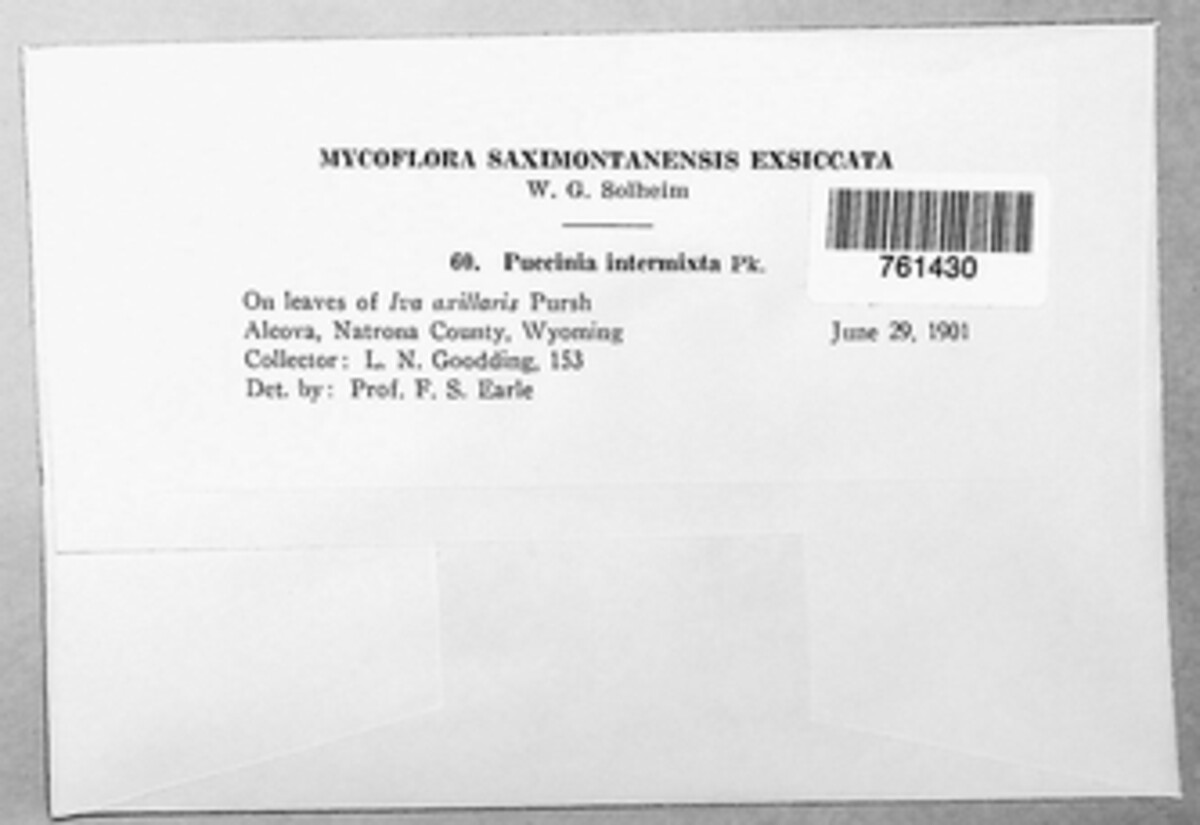 MYCOFLORA SAXIMONTANENSIS EXSICCATA
W. G. Solheim
60. Puccinia intermixta Pk.
761430
On leaves of Iva axillaris Pursh
Alcova, Natrona County, Wyoming June 29, 1901
Collector: L. N. Goodding, 153
Det. by: Prof. F. S. Earle